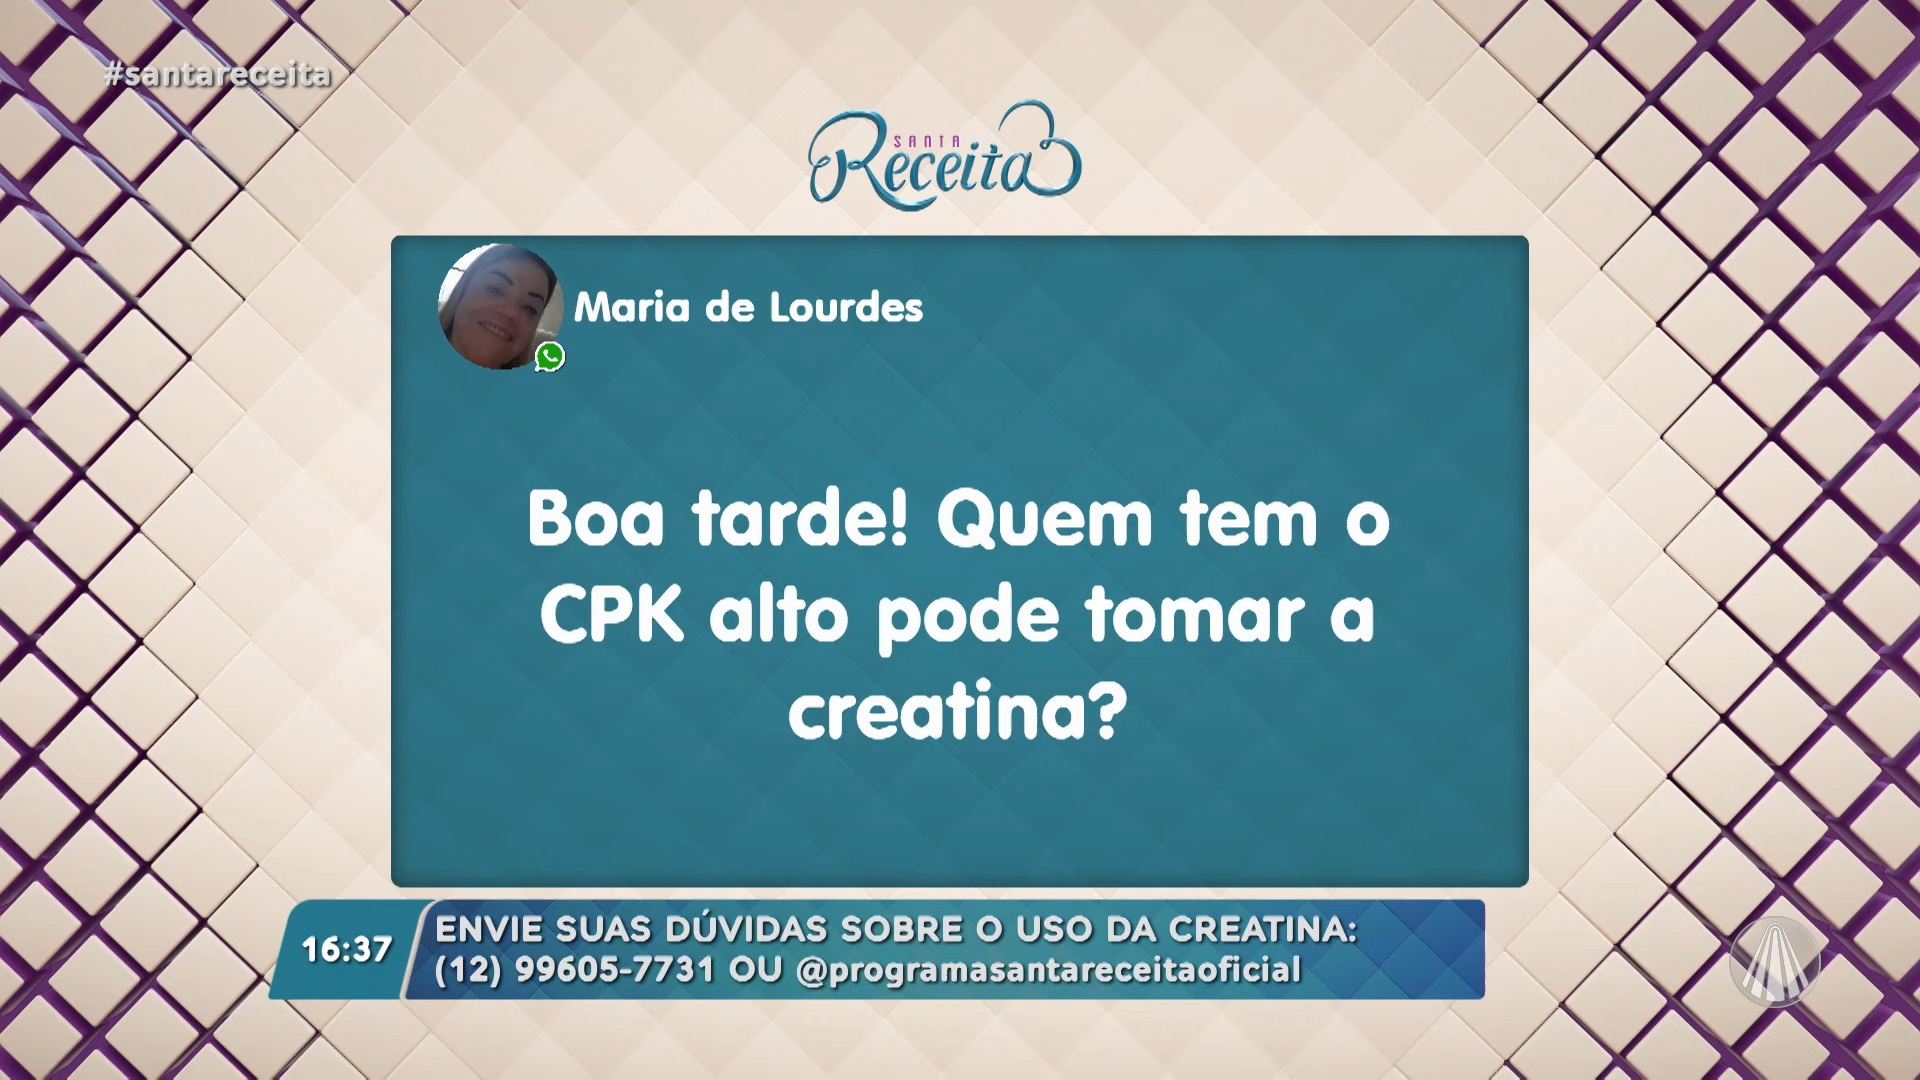 #santareceita
SANTA
Receita
Maria de Lourdes
Boa tarde! Quem tem o
CPK alto pode tomar a
creatina?
16:37
ENVIE SUAS DÚVIDAS SOBRE O USO DA CREATINA:
(12) 99605-7731 OU @programasantareceitaoficial